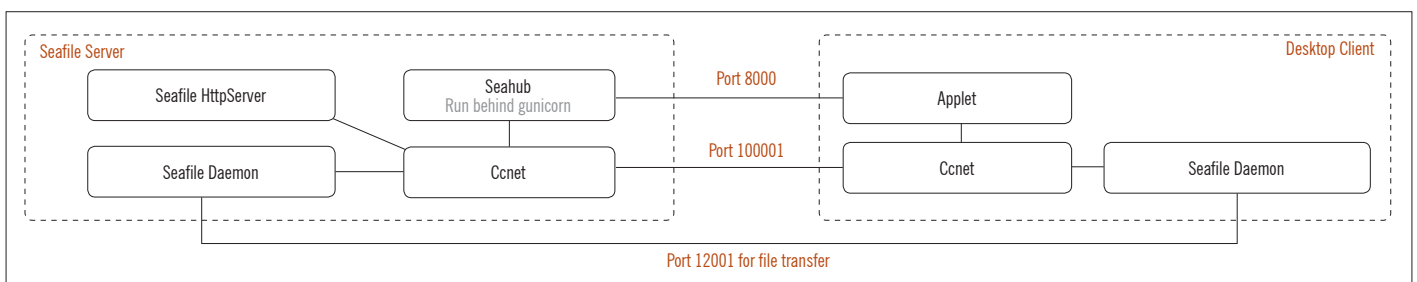 Seafile Server
Desktop Client
Seafile HttpServer
Seahub
Run behind gunicorn
Port 8000
Applet
Seafile Daemon
Ccnet
Port 100001
Ccnet
Seafile Daemon
Port 12001 for file transfer